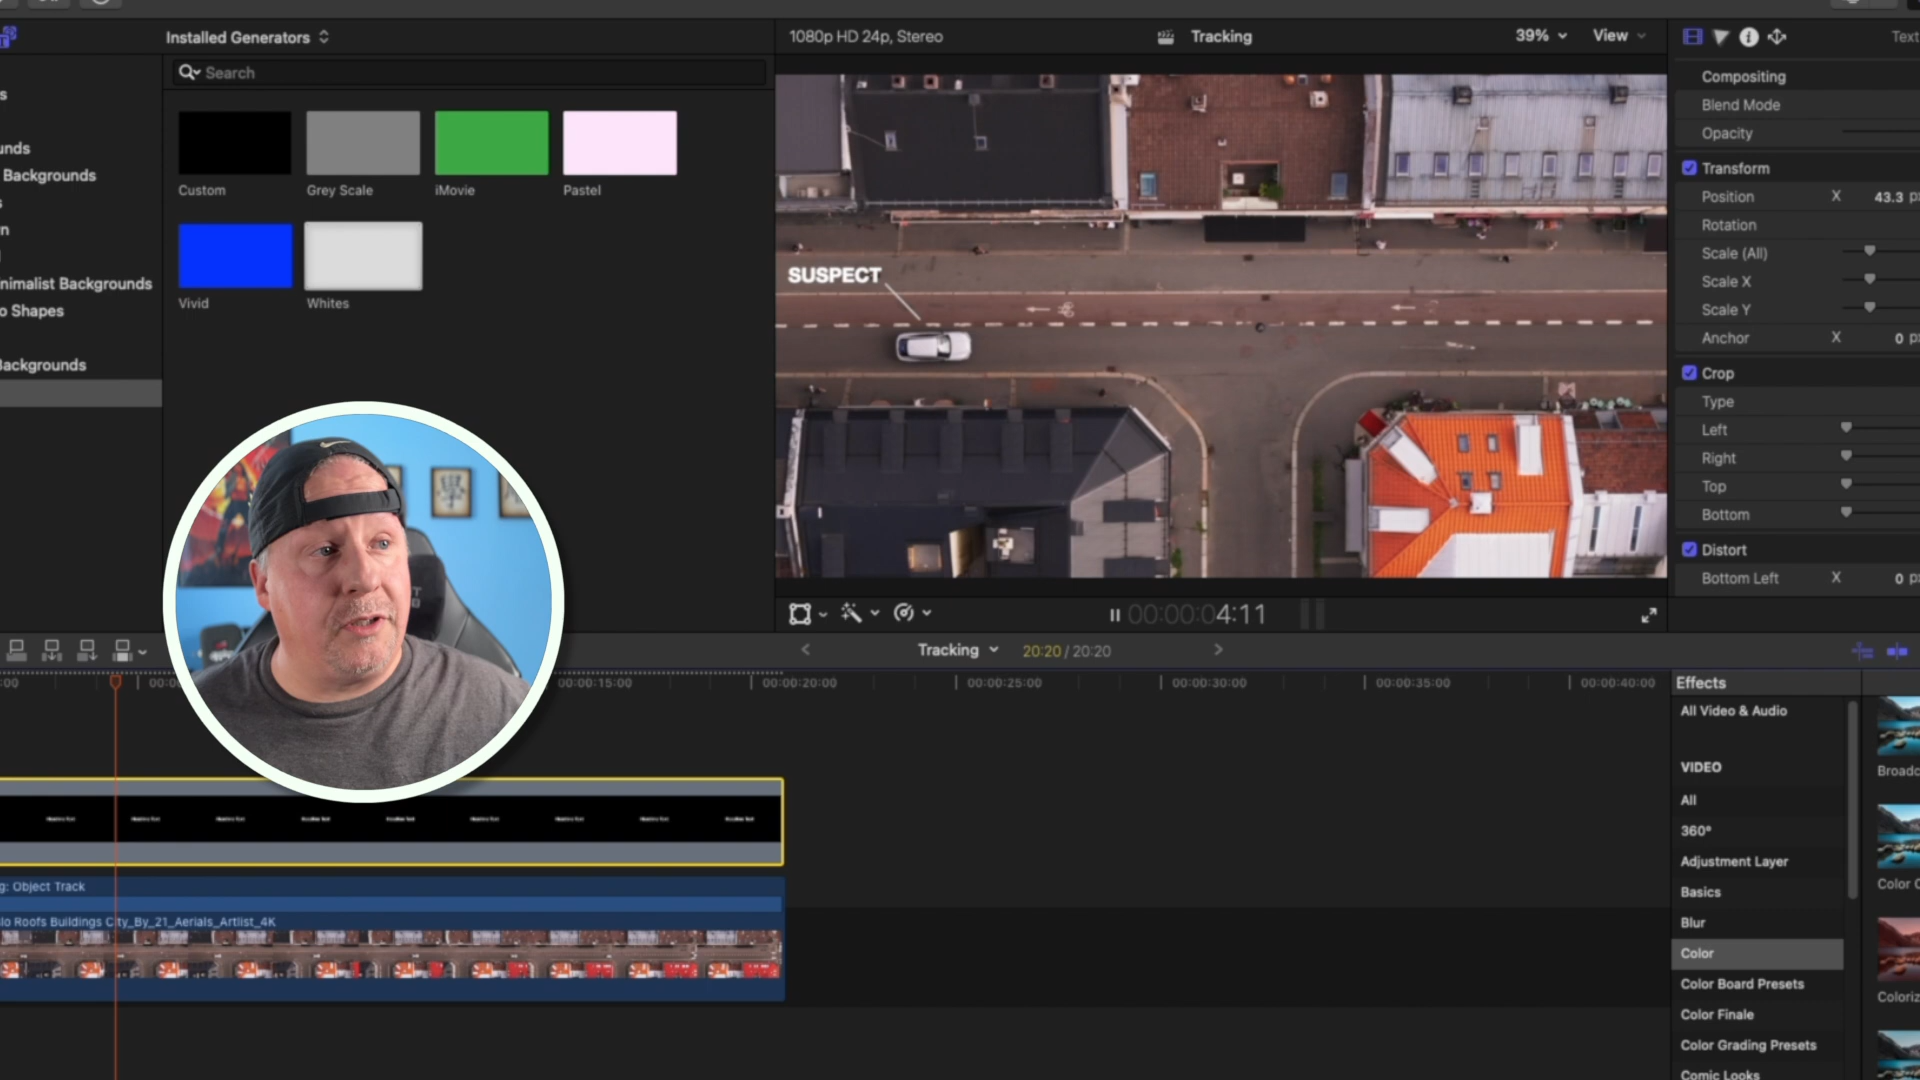 Installed Generators
1080p HD 24p, Stereo
Tracking
39%
View
Text
Search
Compositing
Blend Mode
Opacity
Custom
Grey Scale
iMovie
Pastel
Backgrounds
Transform
Position X 43.3 px
Rotation
Scale (All)
Scale X
Scale Y
Anchor X 0 px
SUSPECT
nimalist Backgrounds
o Shapes
Vivid
Whites
Backgrounds
Crop
Type
Left
Right
Top
Bottom
Distort
Bottom Left X 0 px
00:00:04:11
Tracking
20:20 / 20:20
:00
00:00:15:00
00:00:20:00
00:00:25:00
00:00:30:00
00:00:35:00
00:00:40:00
Effects
All Video & Audio
VIDEO
All
360°
Adjustment Layer
Basics
Blur
Color
Color Board Presets
Color Finale
Color Grading Presets
Comic Looks
Broadc
Color C
Coloriz
g: Object Track
lo Roofs Buildings City_By_21_Aerials_Artlist_4K